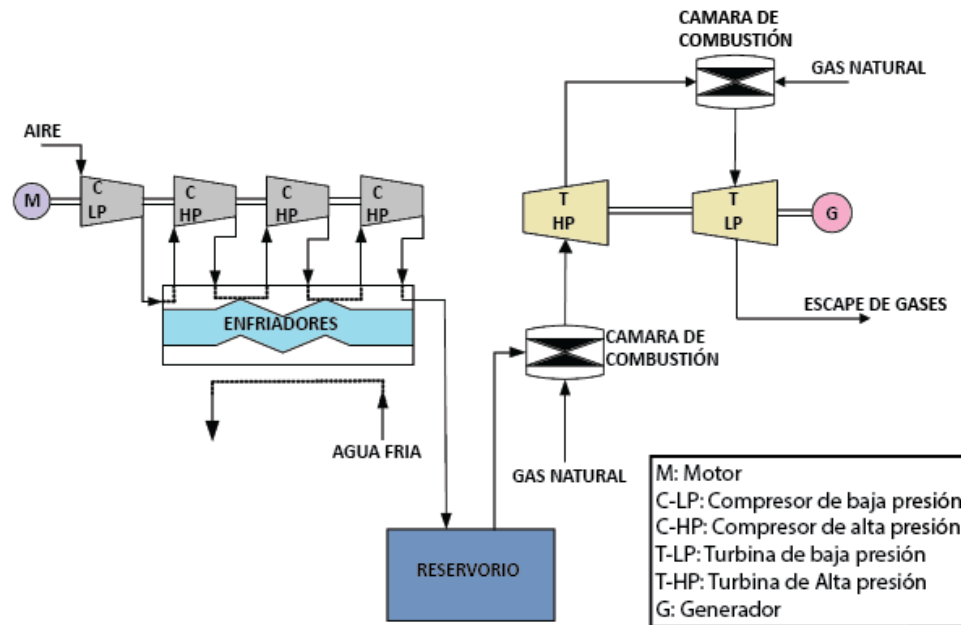 CAMARA DE
COMBUSTIÓN
GAS NATURAL
AIRE
M
C
LP
C
HP
C
HP
C
HP
T
HP
T
LP
G
ENFRIADORES
ESCAPE DE GASES
CAMARA DE
COMBUSTIÓN
AGUA FRIA
GAS NATURAL
RESERVORIO
M: Motor
C-LP: Compresor de baja presión
C-HP: Compresor de alta presión
T-LP: Turbina de baja presión
T-HP: Turbina de Alta presión
G: Generador